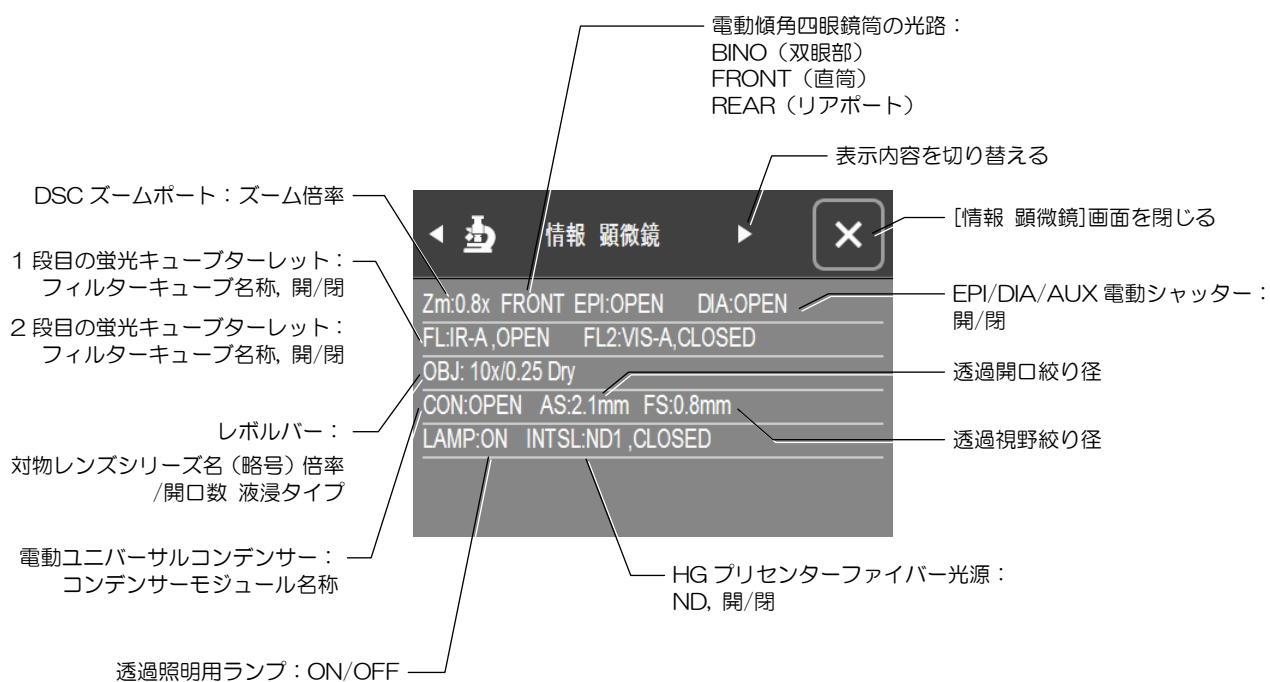 電動傾角四眼鏡筒の光路：
BINO（双眼部）
FRONT（直筒）
REAR（リアポート）
表示内容を切り替える
DSC ズームポート：ズーム倍率
[情報 顕微鏡]画面を閉じる
1 段目の蛍光キューブターレット：
フィルターキューブ名称, 開/閉
2 段目の蛍光キューブターレット：
フィルターキューブ名称, 開/閉
情報 顕微鏡
Zm:0.8x FRONT EPI:OPEN DIA:OPEN
FL:IR-A ,OPEN FL2:VIS-A,CLOSED
OBJ: 10x/0.25 Dry
CON:OPEN AS:2.1mm FS:0.8mm
LAMP:ON INTSL:ND1 ,CLOSED
EPI/DIA/AUX 電動シャッター：
開/閉
透過開口絞り径
透過視野絞り径
レボルバー：
対物レンズシリーズ名（略号）倍率
/開口数 液浸タイプ
電動ユニバーサルコンデンサー：
コンデンサーモジュール名称
HG プリセンターファイバー光源：
ND, 開/閉
透過照明用ランプ：ON/OFF